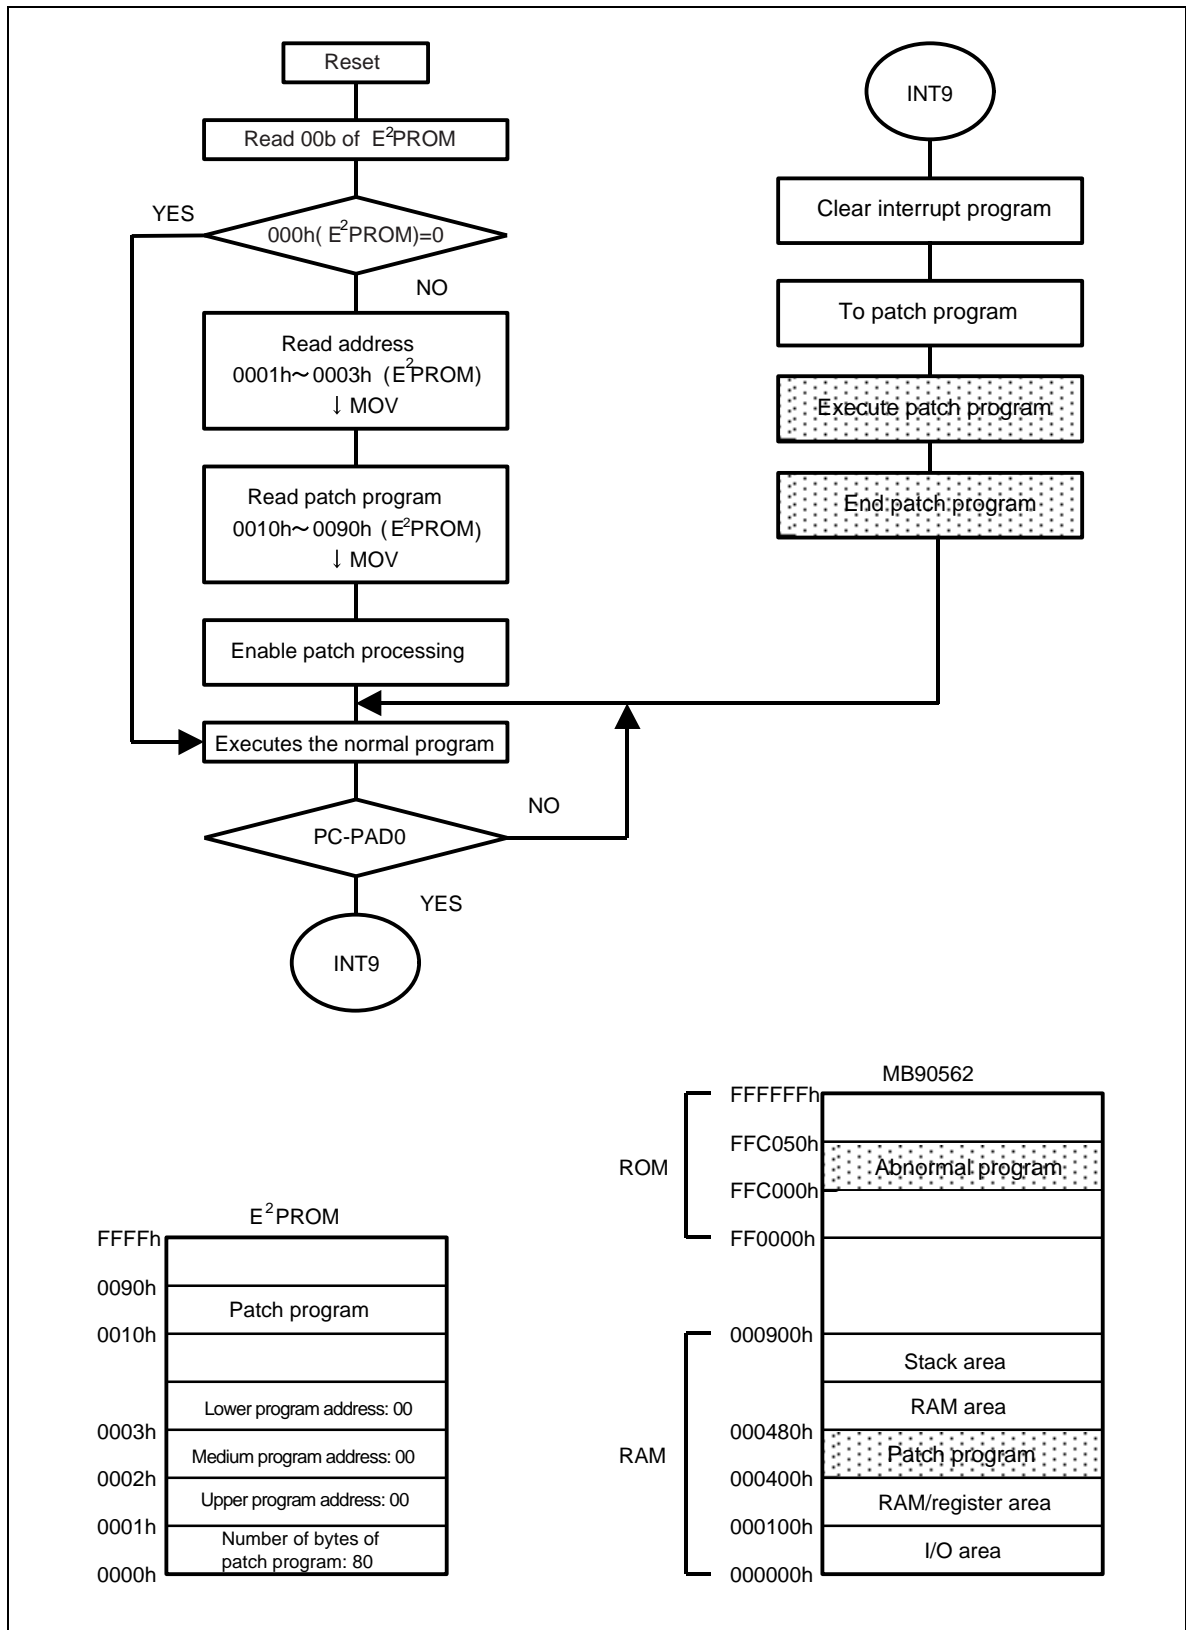 Reset
Read 00b of E²PROM
YES
000h( E²PROM)=0
NO
Read address
0001h～0003h (E²PROM)
↓ MOV
Read patch program
0010h～0090h (E²PROM)
↓ MOV
Enable patch processing
Executes the normal program
NO
PC-PAD0
YES
INT9
INT9
Clear interrupt program
To patch program
Execute patch program
End patch program
E²PROM
FFFFh
0090h
Patch program
0010h
Lower program address: 00
0003h
Medium program address: 00
0002h
Upper program address: 00
0001h
Number of bytes of
patch program: 80
0000h
MB90562
FFFFFFh
FFC050h
ROM
Abnormal program
FFC000h
FF0000h
000900h
Stack area
RAM area
000480h
RAM
Patch program
000400h
RAM/register area
000100h
I/O area
000000h